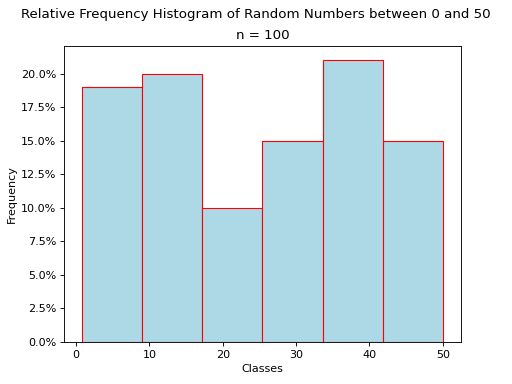 Relative Frequency Histogram of Random Numbers between 0 and 50
n = 100
20.0%
17.5%
15.0%
12.5%
10.0%
7.5%
5.0%
2.5%
0.0%
Frequency
0 10 20 30 40 50
Classes